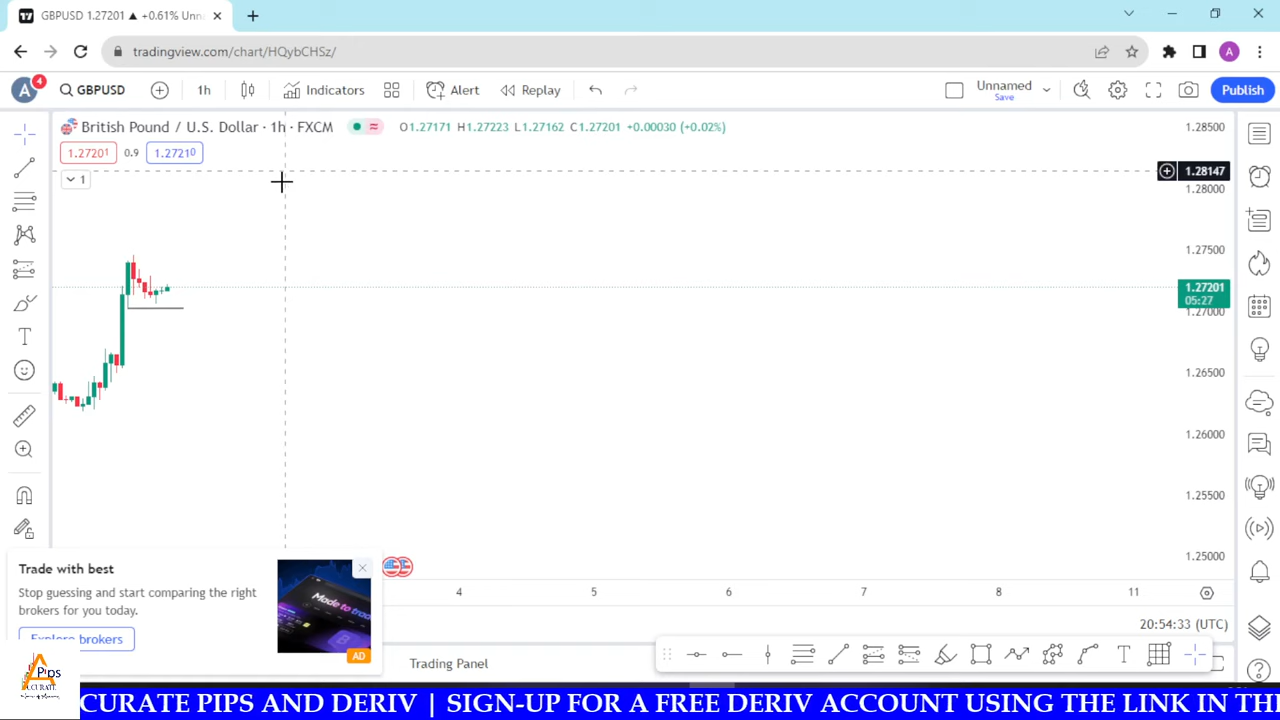 GBPUSD 1.27201 ▲ +0.61% Unna
tradingview.com/chart/HQybCHSz/
A
A
4
GBPUSD
1h
Indicators
Alert
Replay
Unnamed
Save
Publish
British Pound / U.S. Dollar · 1h · FXCM
O1.27171 H1.27223 L1.27162 C1.27201 +0.00030 (+0.02%)
1.27201
0.9
1.27210
1
1.28500
1.28147
1.28000
1.27500
1.27201
05:27
1.27000
1.26500
1.26000
1.25500
1.25000
Trade with best
Stop guessing and start comparing the right
brokers for you today.
Explore brokers
Made to
AD
4 5 6 7 8 11
20:54:33 (UTC)
Trading Panel
Pips
CURATE PIPS AND DERIV | SIGN-UP FOR A FREE DERIV ACCOUNT USING THE LINK IN TH